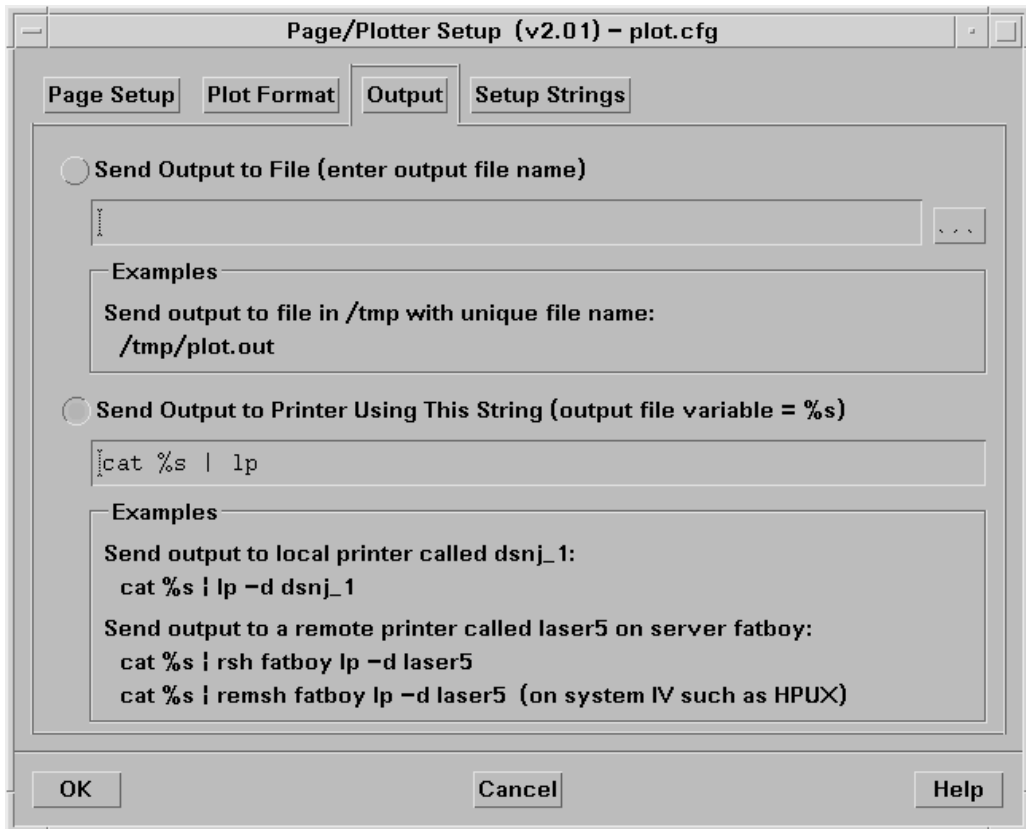 Page/Plotter Setup (v2.01) – plot.cfg
Page Setup Plot Format Output Setup Strings
Send Output to File (enter output file name)
...
Examples
Send output to file in /tmp with unique file name:
/tmp/plot.out
Send Output to Printer Using This String (output file variable = %s)
cat %s | lp
Examples
Send output to local printer called dsnj_1:
cat %s ¦ lp –d dsnj_1
Send output to a remote printer called laser5 on server fatboy:
cat %s ¦ rsh fatboy lp –d laser5
cat %s ¦ remsh fatboy lp –d laser5 (on system IV such as HPUX)
OK Cancel Help